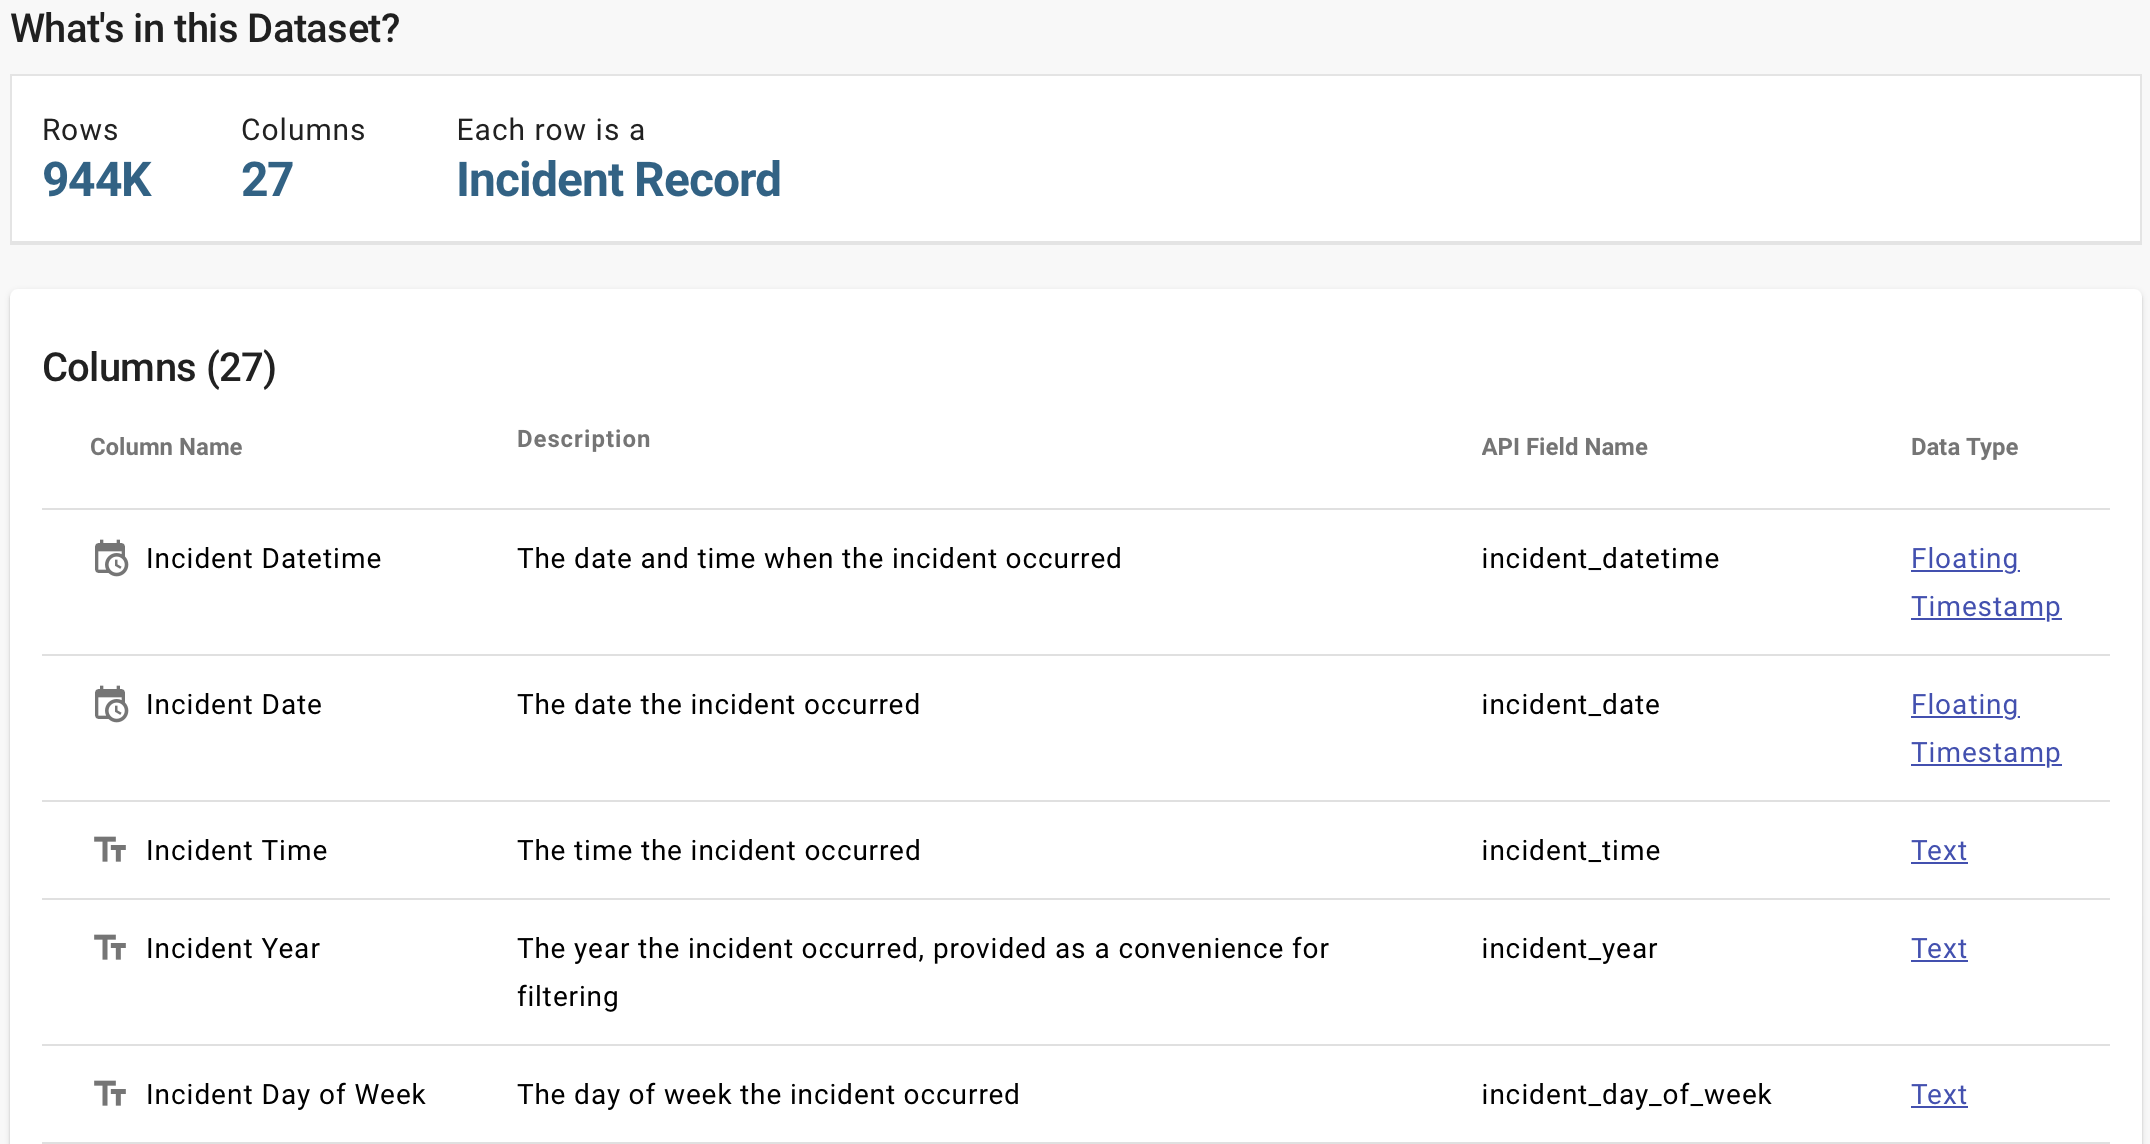 What's in this Dataset?
Rows Columns Each row is a
944K 27 Incident Record
Columns (27)
Column Name Description API Field Name Data Type
Incident Datetime The date and time when the incident occurred incident_datetime Floating
Timestamp
Incident Date The date the incident occurred incident_date Floating
Timestamp
Incident Time The time the incident occurred incident_time Text
Incident Year The year the incident occurred, provided as a convenience for incident_year Text
filtering
Incident Day of Week The day of week the incident occurred incident_day_of_week Text